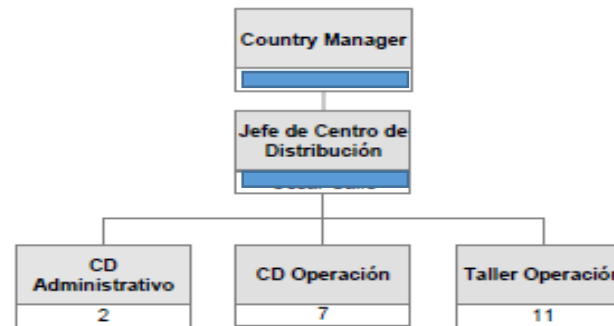 Country Manager
Jefe de Centro de
Distribución
CD
Administrativo
2
CD Operación
7
Taller Operación
11